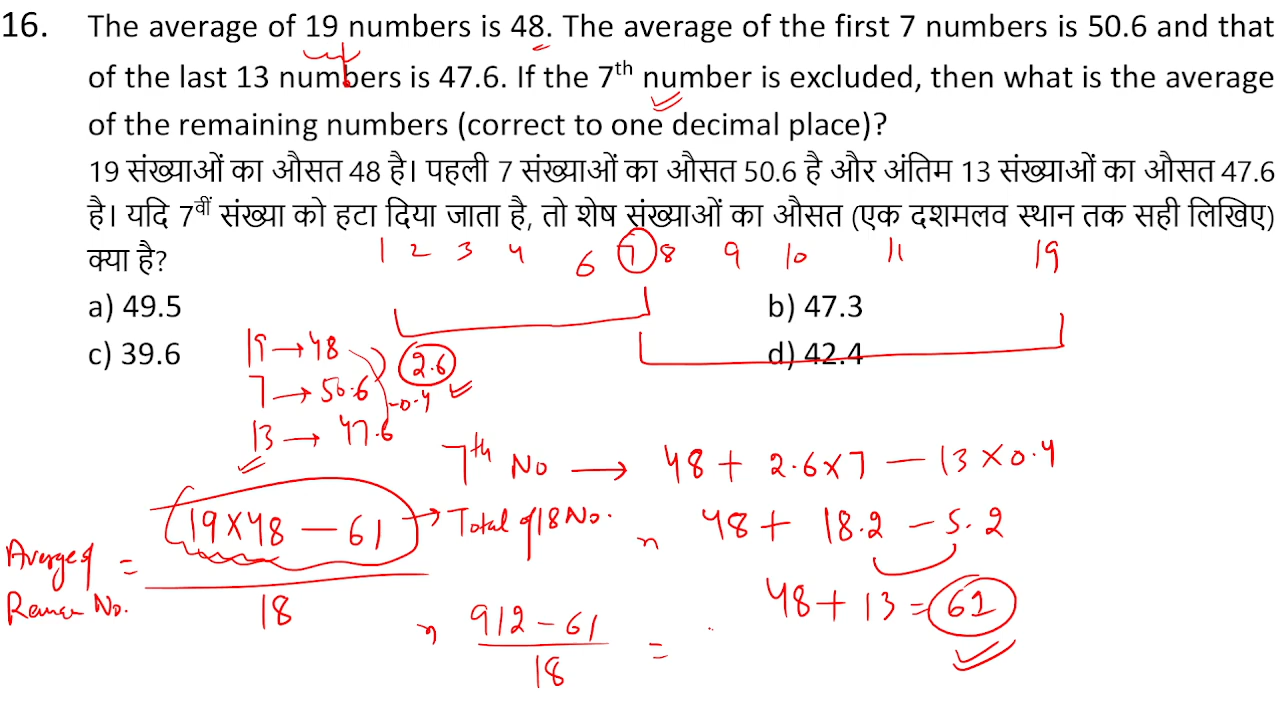 16. The average of 19 numbers is 48. The average of the first 7 numbers is 50.6 and that
of the last 13 numbers is 47.6. If the 7th number is excluded, then what is the average
of the remaining numbers (correct to one decimal place)?
19 संख्याओं का औसत 48 है। पहली 7 संख्याओं का औसत 50.6 है और अंतिम 13 संख्याओं का औसत 47.6
है। यदि 7वीं संख्या को हटा दिया जाता है, तो शेष संख्याओं का औसत (एक दशमलव स्थान तक सही लिखिए)
क्या है?
1 2 3 4 6 7 8 9 10 11 19
a) 49.5 b) 47.3
c) 39.6 d) 42.4
19 → 48
2.6
7 → 50.6
-0.4
13 → 47.6
7th No → 48 + 2.6×7 - 13×0.4
(19×48 - 61) → Total of 18 No.
48 + 18.2 - 5.2
Average of =
No.
18
48 + 13 = 61
912 - 61
18 =